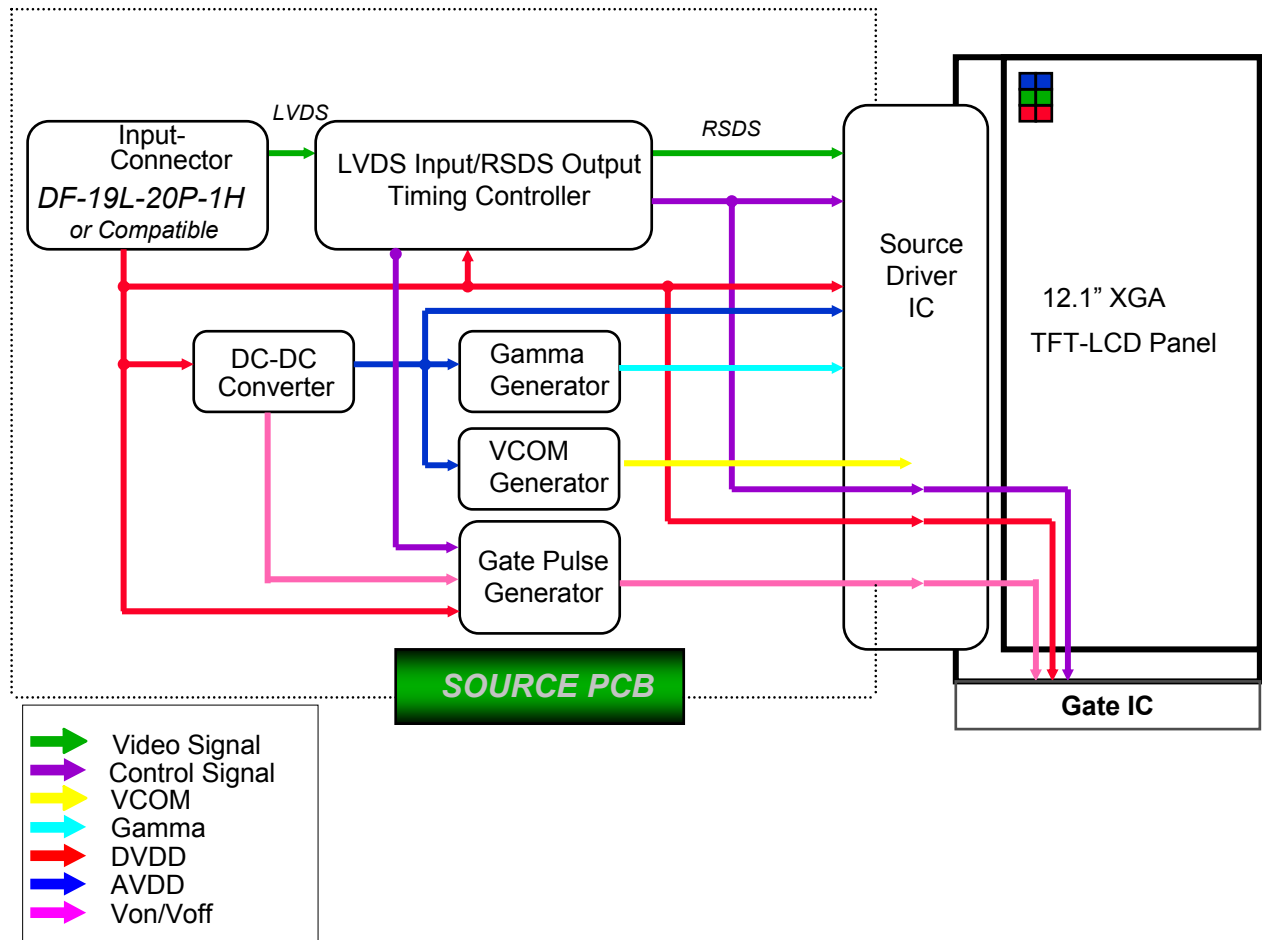 LVDS
RSDS
Input-
Connector
DF-19L-20P-1H
or Compatible
LVDS Input/RSDS Output
Timing Controller
Source
Driver
IC
12.1” XGA
TFT-LCD Panel
DC-DC
Converter
Gamma
Generator
VCOM
Generator
Gate Pulse
Generator
SOURCE PCB
Gate IC
Video Signal
Control Signal
VCOM
Gamma
DVDD
AVDD
Von/Voff